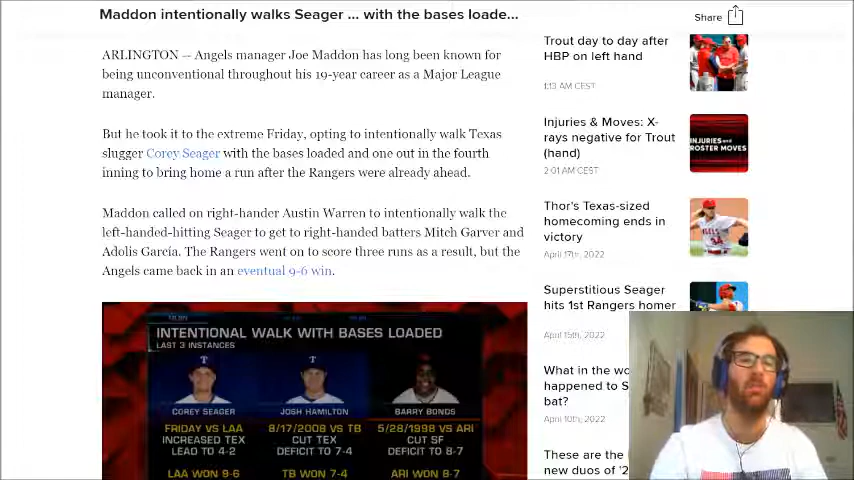 Maddon intentionally walks Seager ... with the bases loade...
Share
ARLINGTON -- Angels manager Joe Maddon has long been known for
being unconventional throughout his 19-year career as a Major League
manager.
But he took it to the extreme Friday, opting to intentionally walk Texas
slugger Corey Seager with the bases loaded and one out in the fourth
inning to bring home a run after the Rangers were already ahead.
Maddon called on right-hander Austin Warren to intentionally walk the
left-handed-hitting Seager to get to right-handed batters Mitch Garver and
Adolis García. The Rangers went on to score three runs as a result, but the
Angels came back in an eventual 9-6 win.
INTENTIONAL WALK WITH BASES LOADED
LAST 3 INSTANCES
COREY SEAGER
JOSH HAMILTON
BARRY BONDS
FRIDAY VS LAA
INCREASED TEX
LEAD TO 4-2
LAA WON 9-6
8/17/2008 VS TB
CUT TEX
DEFICIT TO 7-4
TB WON 7-4
5/28/1998 VS ARI
CUT SF
DEFICIT TO 8-7
ARI WON 8-7
Trout day to day after
HBP on left hand
1:13 AM CEST
Injuries & Moves: X-
rays negative for Trout
(hand)
2:01 AM CEST
INJURIES and
ROSTER MOVES
Thor's Texas-sized
homecoming ends in
victory
April 17th, 2022
Superstitious Seager
hits 1st Rangers homer
April 15th, 2022
What in the wo
happened to S
bat?
April 10th, 2022
These are the
new duos of '2